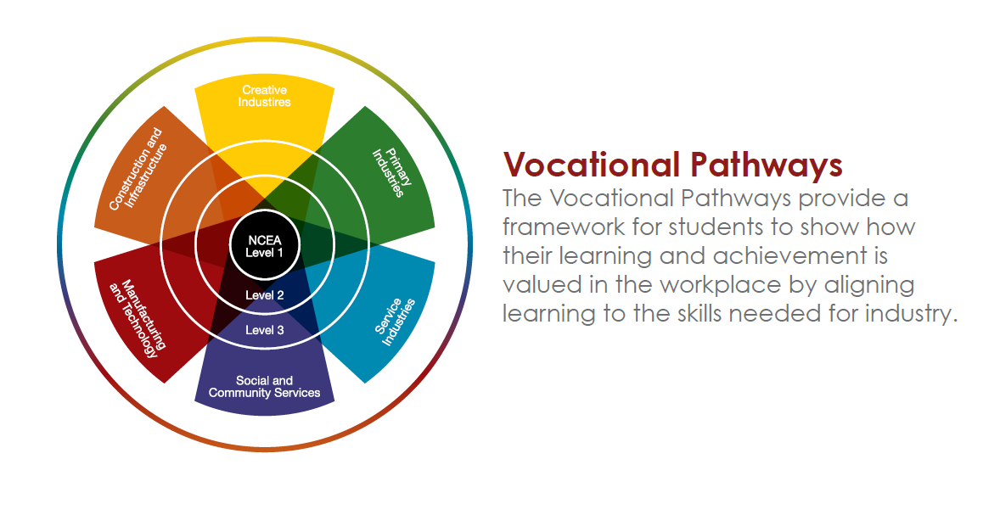 Creative
Industires
Construction and
Infrastructure
Primary
Industries
NCEA
Level 1
Level 2
Level 3
Manufacturing
and Technology
Service
Industries
Social and
Community Services
Vocational Pathways
The Vocational Pathways provide a
framework for students to show how
their learning and achievement is
valued in the workplace by aligning
learning to the skills needed for industry.